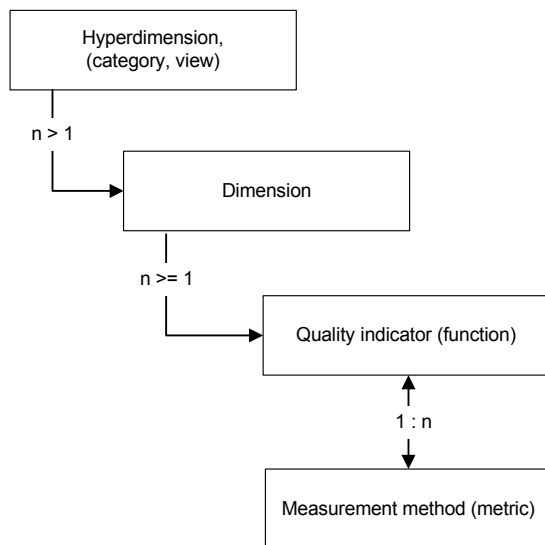 Hyperdimension,
(category, view)
n > 1
Dimension
n >= 1
Quality indicator (function)
1 : n
Measurement method (metric)